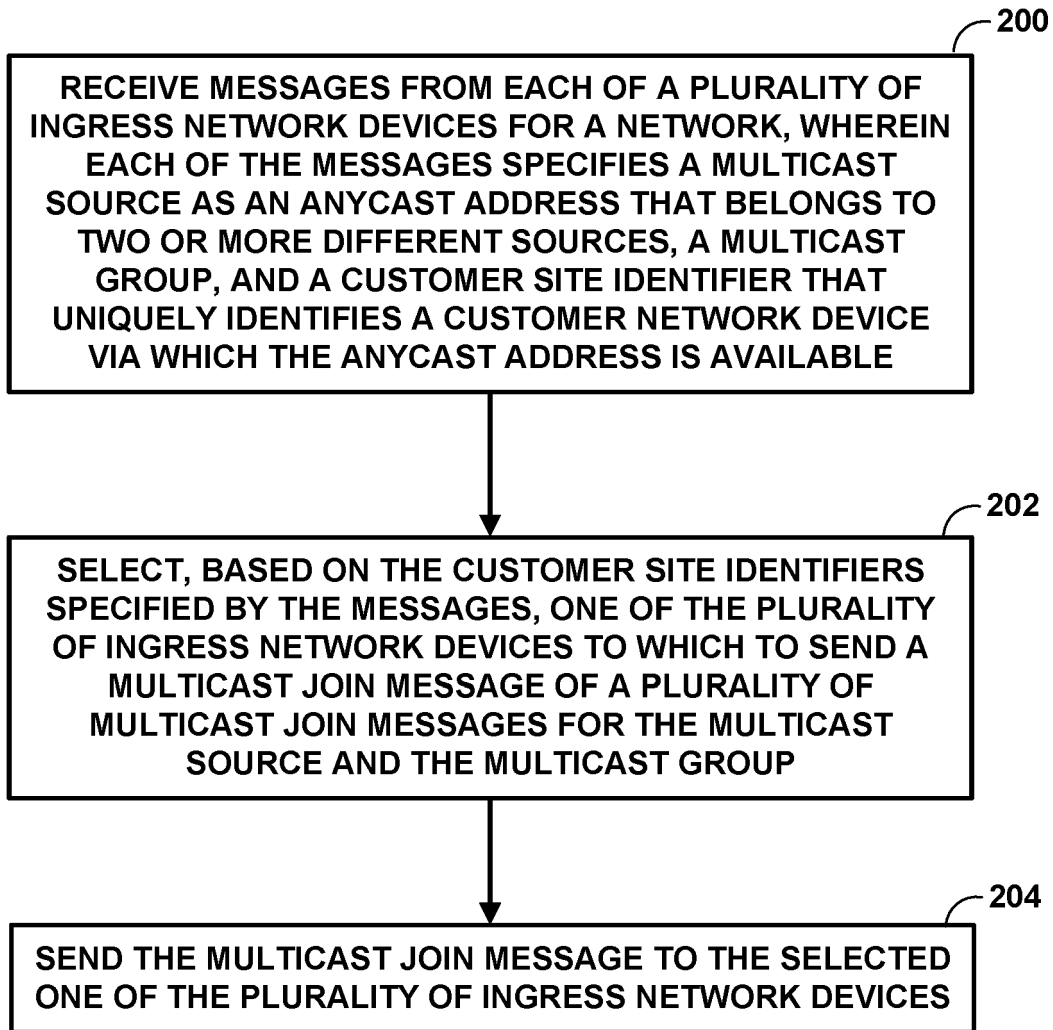 200
RECEIVE MESSAGES FROM EACH OF A PLURALITY OF
INGRESS NETWORK DEVICES FOR A NETWORK, WHEREIN
EACH OF THE MESSAGES SPECIFIES A MULTICAST
SOURCE AS AN ANYCAST ADDRESS THAT BELONGS TO
TWO OR MORE DIFFERENT SOURCES, A MULTICAST
GROUP, AND A CUSTOMER SITE IDENTIFIER THAT
UNIQUELY IDENTIFIES A CUSTOMER NETWORK DEVICE
VIA WHICH THE ANYCAST ADDRESS IS AVAILABLE
202
SELECT, BASED ON THE CUSTOMER SITE IDENTIFIERS
SPECIFIED BY THE MESSAGES, ONE OF THE PLURALITY
OF INGRESS NETWORK DEVICES TO WHICH TO SEND A
MULTICAST JOIN MESSAGE OF A PLURALITY OF
MULTICAST JOIN MESSAGES FOR THE MULTICAST
SOURCE AND THE MULTICAST GROUP
204
SEND THE MULTICAST JOIN MESSAGE TO THE SELECTED
ONE OF THE PLURALITY OF INGRESS NETWORK DEVICES